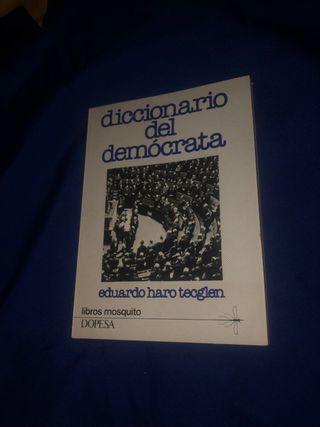 diccionario
del
demócrata
eduardo haro tecglen
libros mosquito
DOPESA